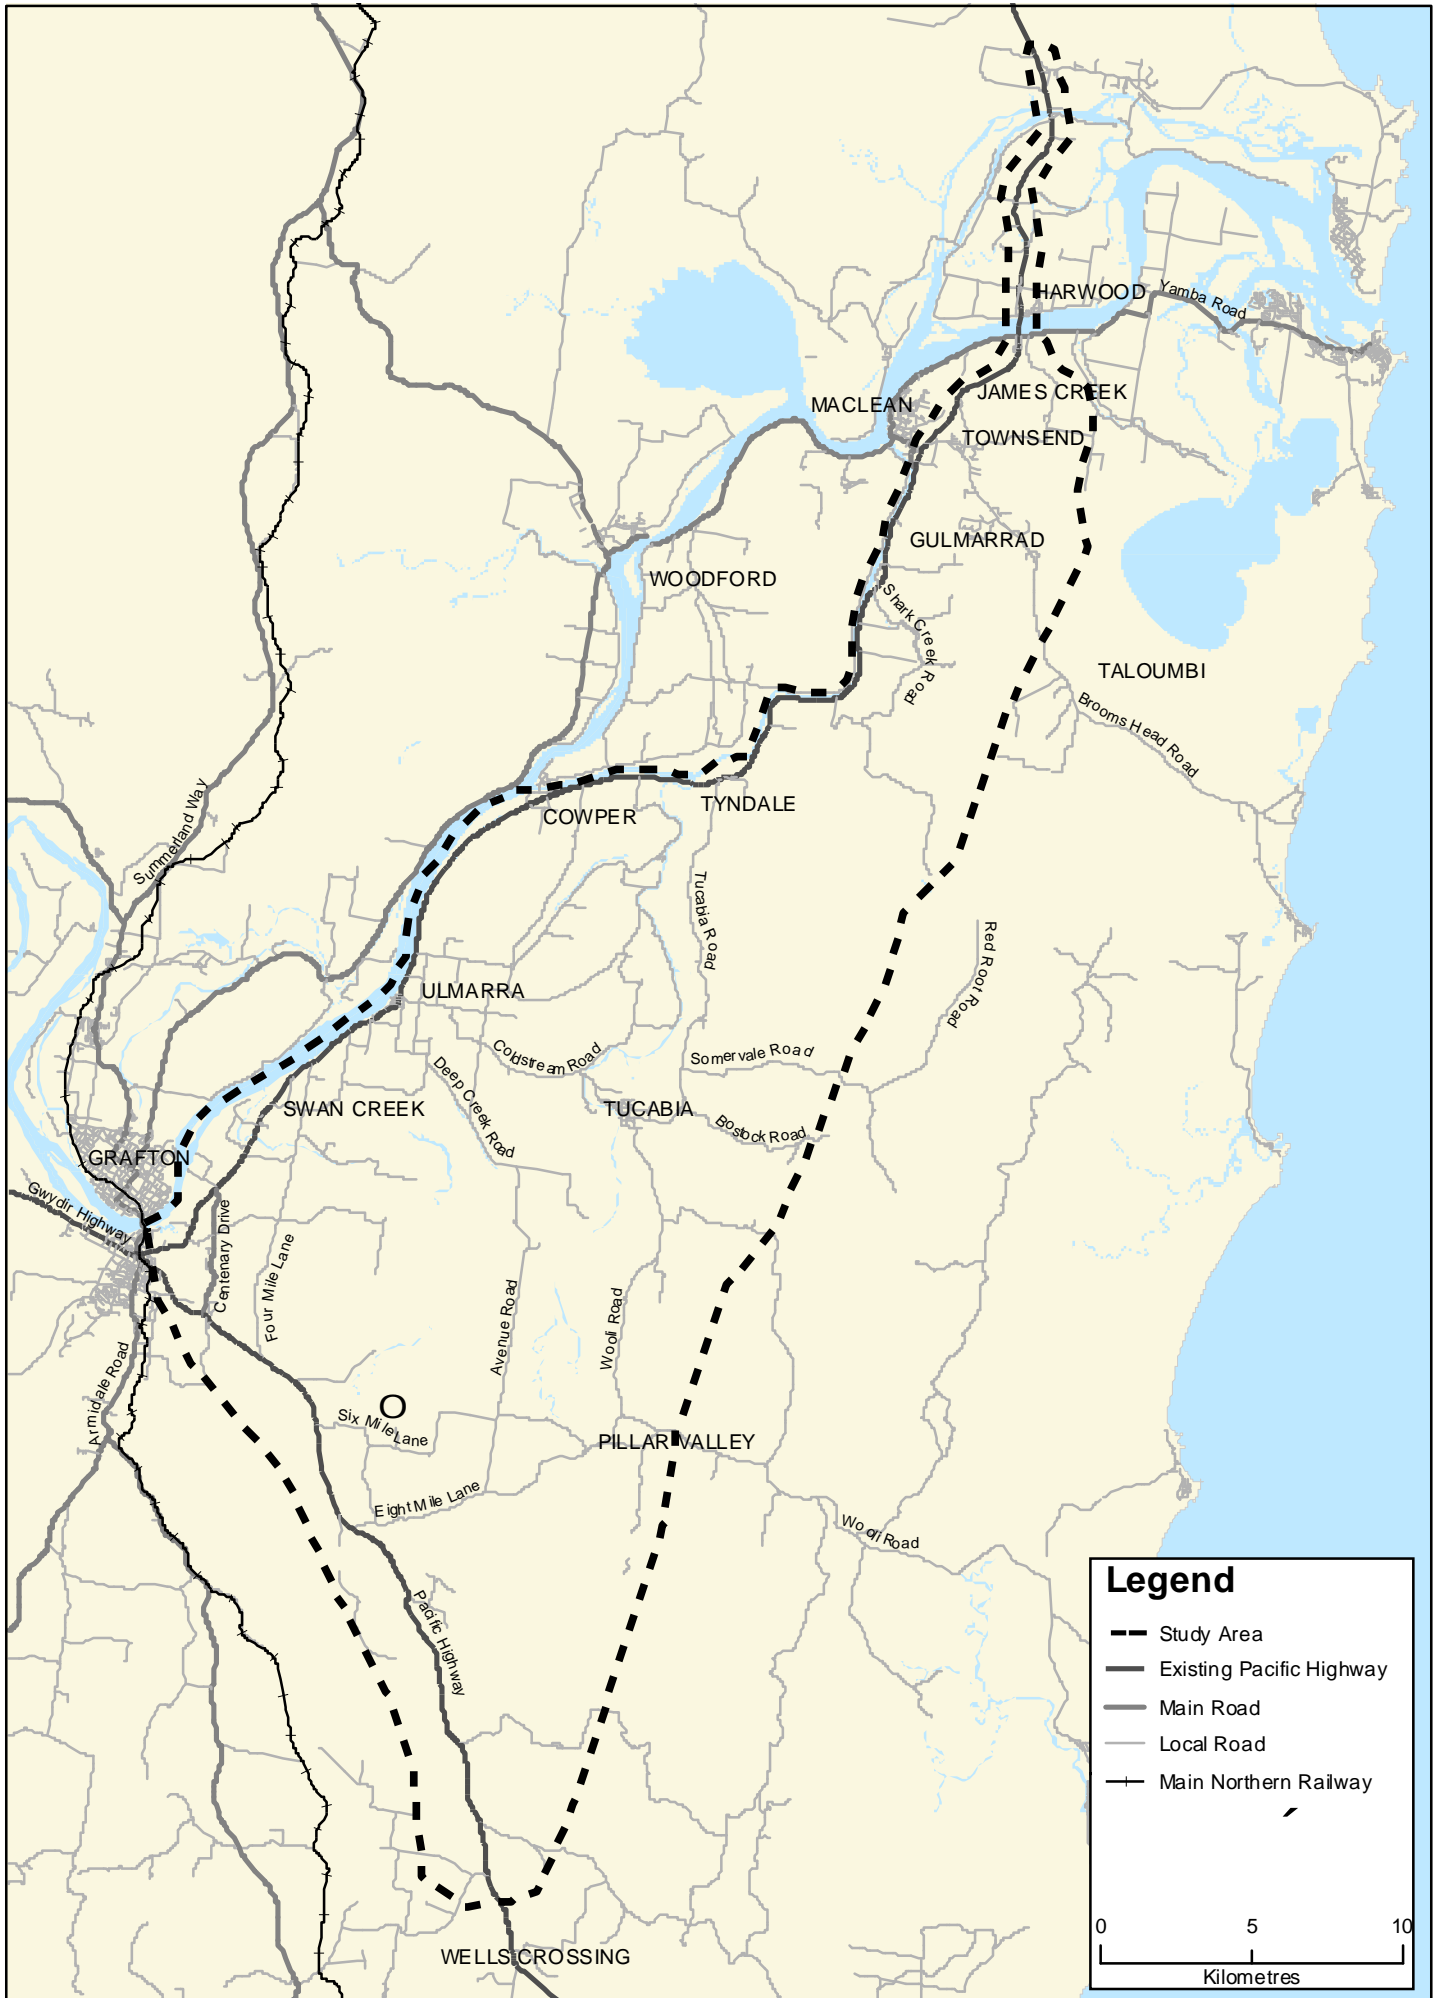 HARWOOD
Yamba Road
MACLEAN
JAMES CREEK
TOWNSEND
GULMARRAD
WOODFORD
Shark Creek Road
TALOUMBI
Brooms Head Road
Summerland Way
COWPER
TYNDALE
Tucabia Road
Red Root Road
ULMARRA
Coldstream Road
Somervale Road
Deep Creek Road
SWAN CREEK
TUCABIA
Bostock Road
GRAFTON
Gwydir Highway
Centenary Drive
Four Mile Lane
Avenue Road
Wooli Road
Armidale Road
O
Six Mile Lane
PILLAR VALLEY
Eight Mile Lane
Wooli Road
Pacific Highway
WELLS CROSSING
Legend
Study Area
Existing Pacific Highway
Main Road
Local Road
Main Northern Railway
0 5 10
Kilometres